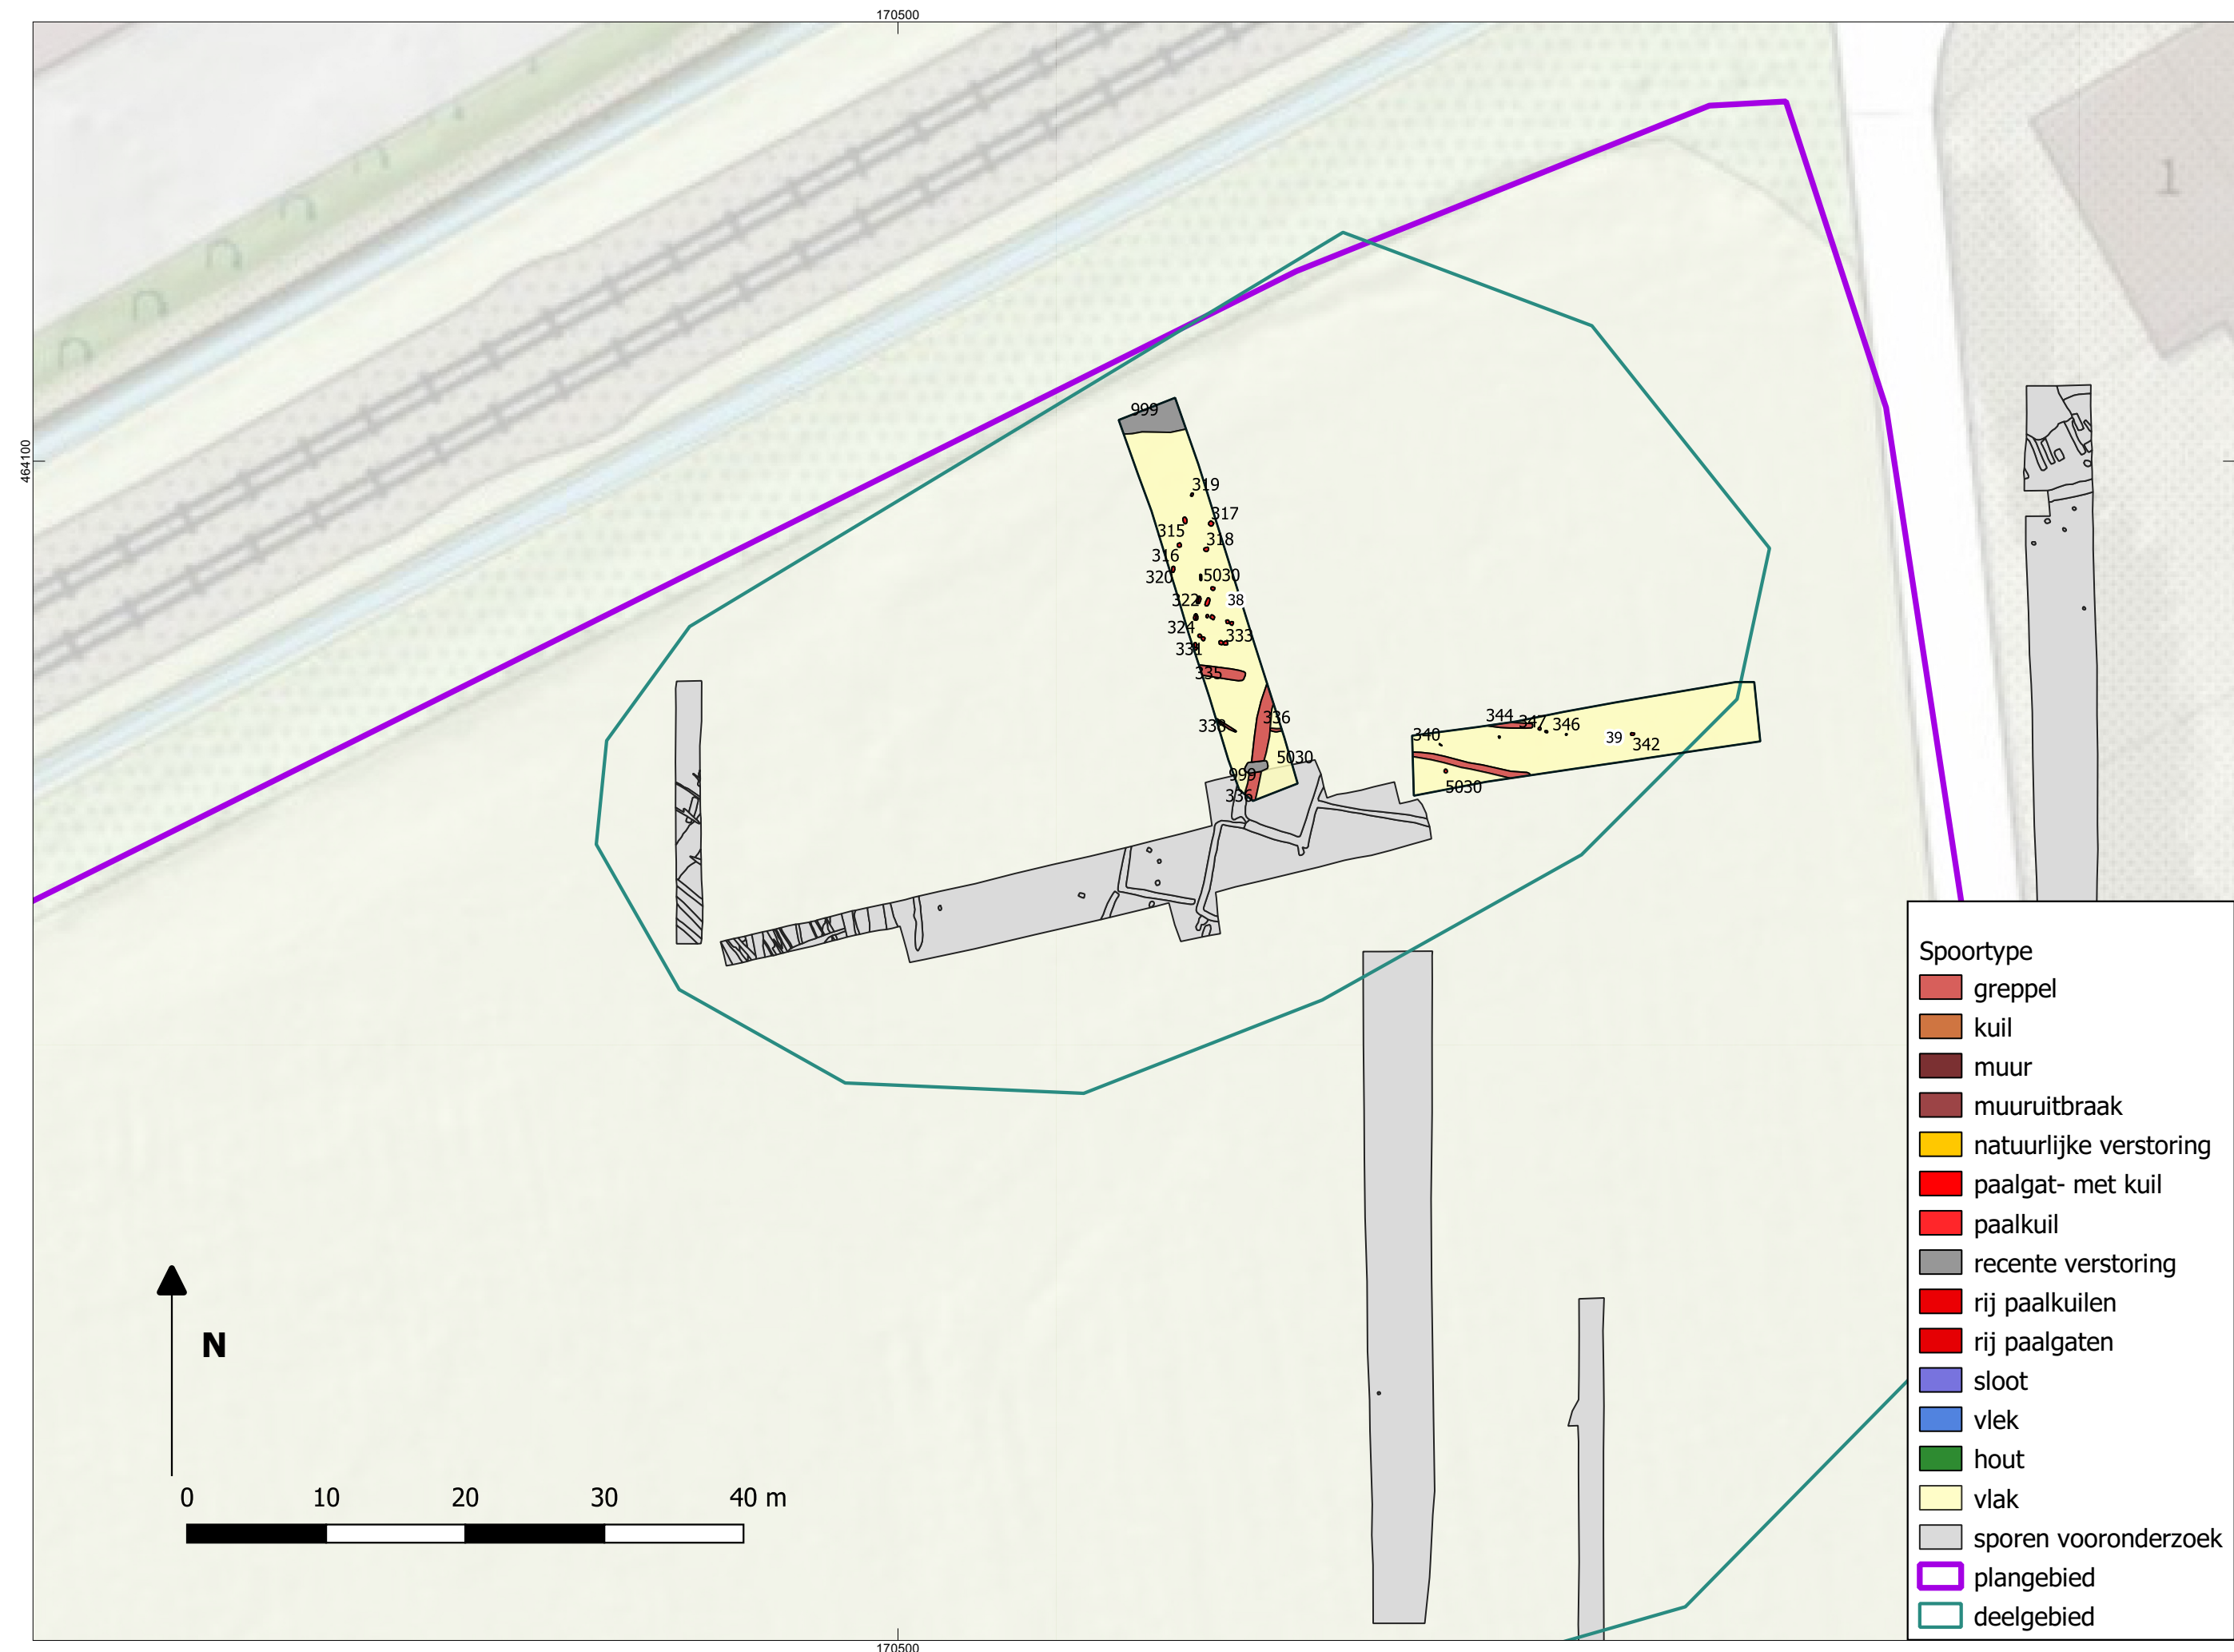 170500
1
464100
999
319
317
315
318
316
320
5030
322
38
324
333
331
335
338
336
5030
999
336
344
347
346
340
39
342
5030
Spoortype
greppel
kuil
muur
muuruitbraak
natuurlijke verstoring
paalgat- met kuil
paalkuil
recente verstoring
rij paalkuilen
rij paalgaten
sloot
vlek
hout
vlak
sporen vooronderzoek
plangebied
deelgebied
N
0 10 20 30 40 m
170500